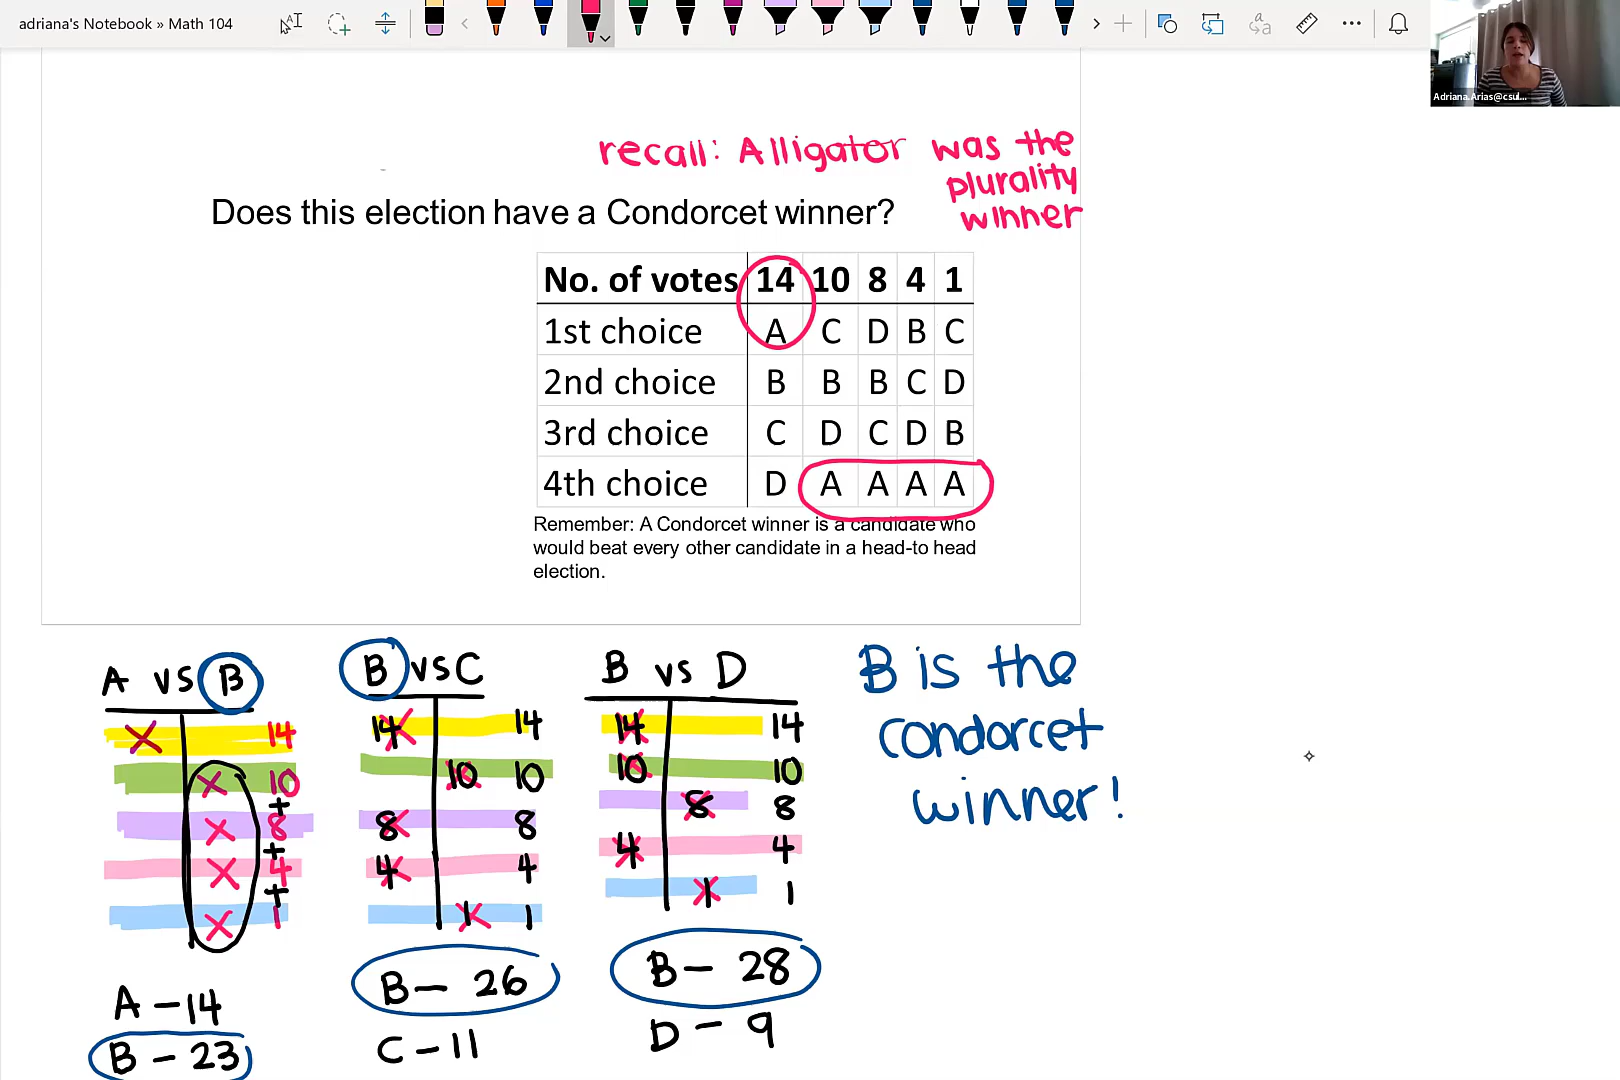 adriana's Notebook » Math 104
Adriana.Arias@csul...
recall: Alligator was the
plurality
winner
Does this election have a Condorcet winner?
No. of votes 14 10 8 4 1
1st choice A C D B C
2nd choice B B B C D
3rd choice C D C D B
4th choice D A A A A
Remember: A Condorcet winner is a candidate who
would beat every other candidate in a head-to head
election.
A vs B
X 14
X 10
+
X 8
+
X 4
+
X 1
A - 14
B - 23
B vs C
14 14
10 10
8 8
4 4
1 1
B - 26
C - 11
B vs D
14 14
10 10
8 8
4 4
1 1
B - 28
D - 9
B is the
condorcet
winner!